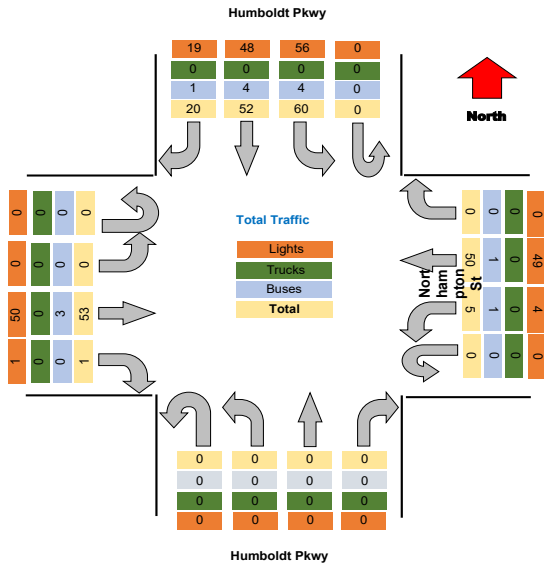 Humboldt Pkwy
19 48 56 0
0 0 0 0
1 4 4 0
20 52 60 0
North
0 0 0 0
0 0 0 0
50 0 3 53
1 0 0 1
Total Traffic
Lights
Trucks
Buses
Total
0 0 0 0
50 1 0 49
5 1 0 4
0 0 0 0
Nort
ham
pton
St
0 0 0 0
0 0 0 0
0 0 0 0
0 0 0 0
Humboldt Pkwy